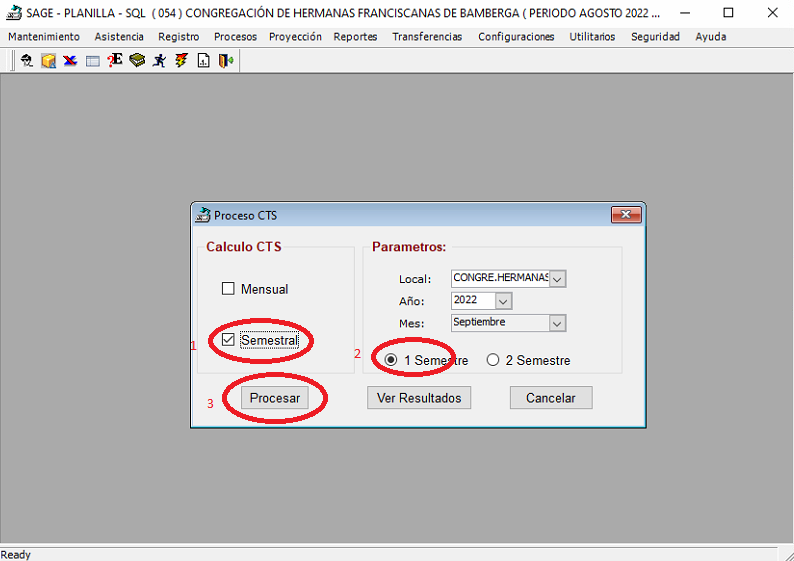 SAGE - PLANILLA - SQL ( 054 ) CONGREGACIÓN DE HERMANAS FRANCISCANAS DE BAMBERGA ( PERIODO AGOSTO 2022 ...
Mantenimiento Asistencia Registro Procesos Proyección Reportes Transferencias Configuraciones Utilitarios Seguridad Ayuda
Proceso CTS
Calculo CTS
Mensual
1 Semestral
3 Procesar
Parametros:
Local: CONGRE.HERMANAS
Año: 2022
Mes: Septiembre
2 1 Semestre 2 Semestre
Ver Resultados Cancelar
Ready